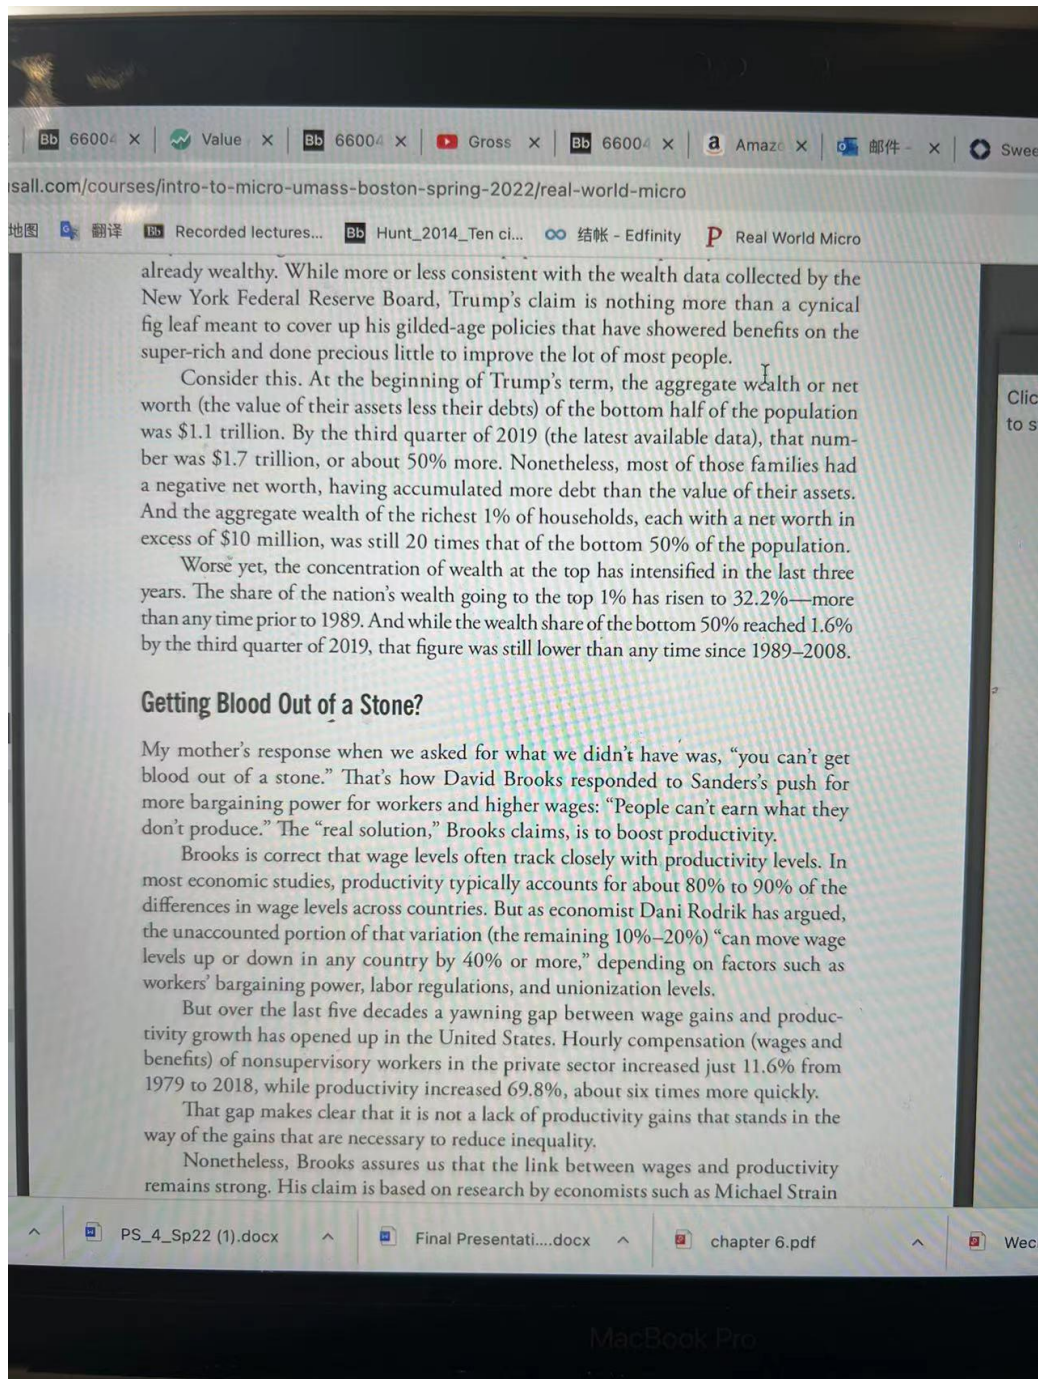 Bb 6600 × Value × Bb 6600 × Gross × Bb 6600 × a Amaz × 邮件 - × Swee
sall.com/courses/intro-to-micro-umass-boston-spring-2022/real-world-micro
地图 翻译 Bb Recorded lectures... Bb Hunt_2014_Ten ci... 结帐 - Edfinity P Real World Micro
already wealthy. While more or less consistent with the wealth data collected by the
New York Federal Reserve Board, Trump's claim is nothing more than a cynical
fig leaf meant to cover up his gilded-age policies that have showered benefits on the
super-rich and done precious little to improve the lot of most people.
Consider this. At the beginning of Trump's term, the aggregate wealth or net
worth (the value of their assets less their debts) of the bottom half of the population
was $1.1 trillion. By the third quarter of 2019 (the latest available data), that num-
ber was $1.7 trillion, or about 50% more. Nonetheless, most of those families had
a negative net worth, having accumulated more debt than the value of their assets.
And the aggregate wealth of the richest 1% of households, each with a net worth in
excess of $10 million, was still 20 times that of the bottom 50% of the population.
Worse yet, the concentration of wealth at the top has intensified in the last three
years. The share of the nation's wealth going to the top 1% has risen to 32.2%—more
than any time prior to 1989. And while the wealth share of the bottom 50% reached 1.6%
by the third quarter of 2019, that figure was still lower than any time since 1989–2008.
Getting Blood Out of a Stone?
My mother's response when we asked for what we didn't have was, "you can't get
blood out of a stone." That's how David Brooks responded to Sanders's push for
more bargaining power for workers and higher wages: "People can't earn what they
don't produce." The "real solution," Brooks claims, is to boost productivity.
Brooks is correct that wage levels often track closely with productivity levels. In
most economic studies, productivity typically accounts for about 80% to 90% of the
differences in wage levels across countries. But as economist Dani Rodrik has argued,
the unaccounted portion of that variation (the remaining 10%–20%) "can move wage
levels up or down in any country by 40% or more," depending on factors such as
workers' bargaining power, labor regulations, and unionization levels.
But over the last five decades a yawning gap between wage gains and produc-
tivity growth has opened up in the United States. Hourly compensation (wages and
benefits) of nonsupervisory workers in the private sector increased just 11.6% from
1979 to 2018, while productivity increased 69.8%, about six times more quickly.
That gap makes clear that it is not a lack of productivity gains that stands in the
way of the gains that are necessary to reduce inequality.
Nonetheless, Brooks assures us that the link between wages and productivity
remains strong. His claim is based on research by economists such as Michael Strain
Clic
to s
PS_4_Sp22 (1).docx Final Presentati....docx chapter 6.pdf Wec
MacBook Pro